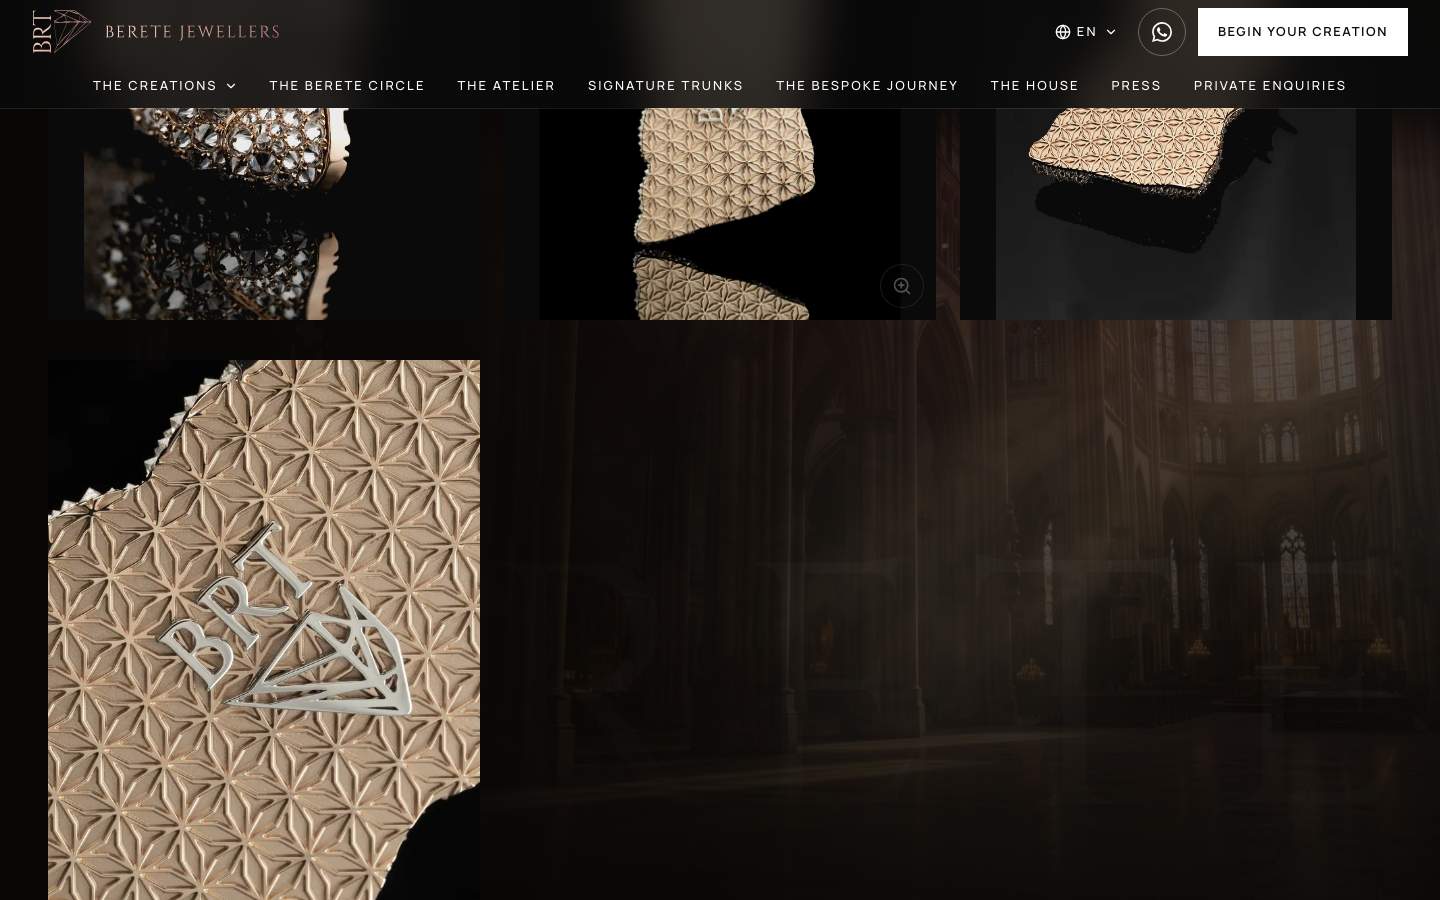 BRT
BERETE JEWELLERS
EN
BEGIN YOUR CREATION
THE CREATIONS
THE BERETE CIRCLE
THE ATELIER
SIGNATURE TRUNKS
THE BESPOKE JOURNEY
THE HOUSE
PRESS
PRIVATE ENQUIRIES
BRT